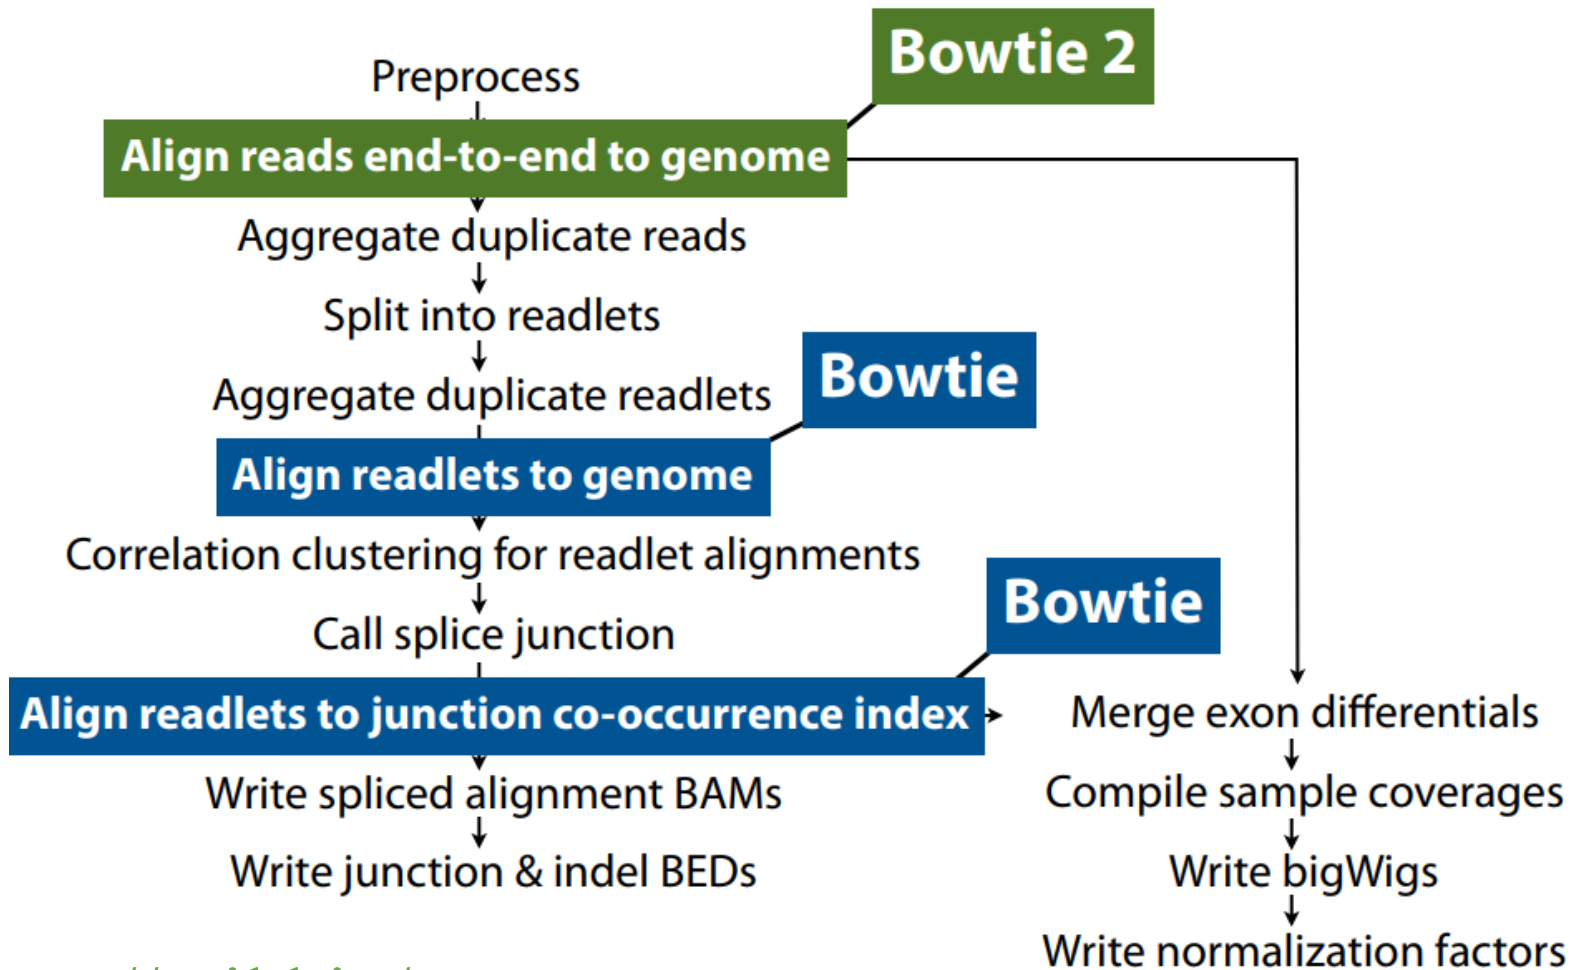 Bowtie 2
Preprocess
Align reads end-to-end to genome
Aggregate duplicate reads
Split into readlets
Bowtie
Aggregate duplicate readlets
Align readlets to genome
Correlation clustering for readlet alignments
Bowtie
Call splice junction
Align readlets to junction co-occurrence index
Merge exon differentials
Write spliced alignment BAMs
Compile sample coverages
Write junction & indel BEDs
Write bigWigs
Write normalization factors